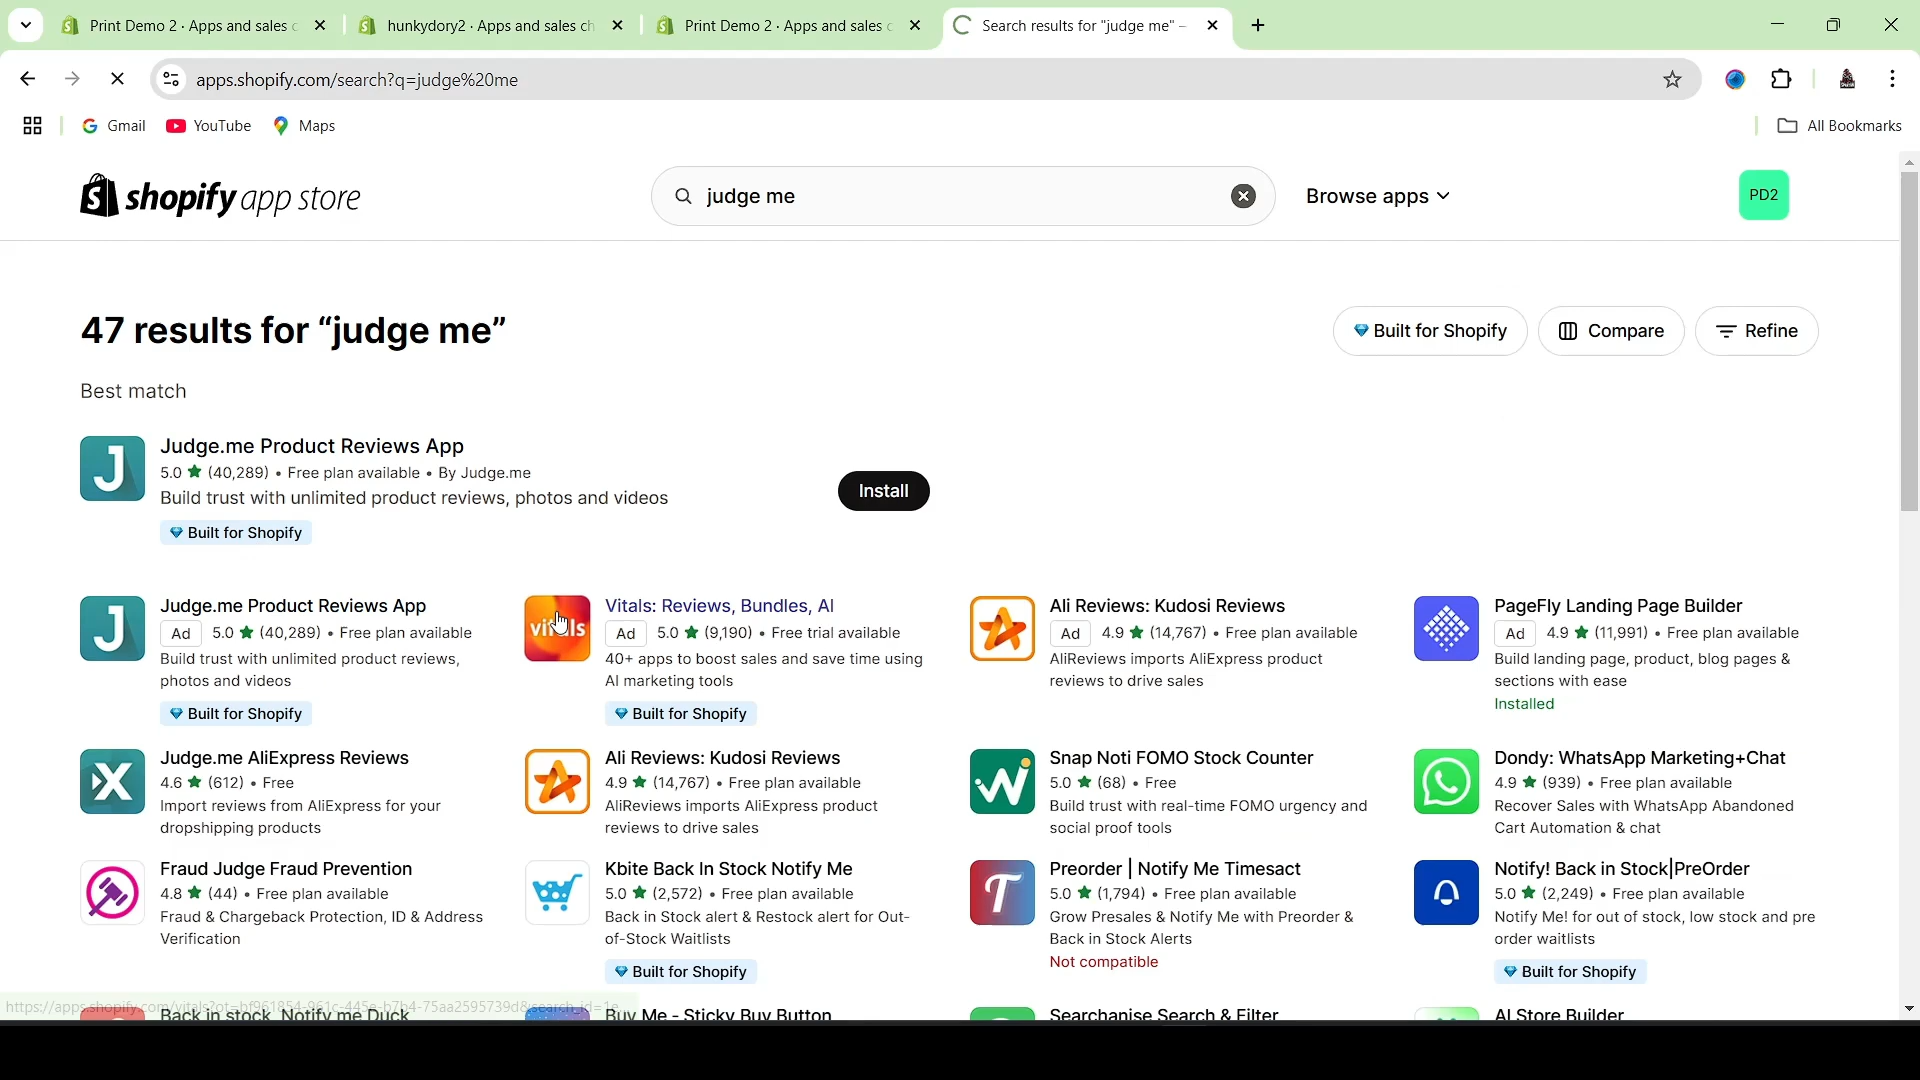 Print Demo 2 · Apps and sales c
hunkydory2 · Apps and sales ch
Print Demo 2 · Apps and sales c
Search results for "judge me" –
apps.shopify.com/search?q=judge%20me
Gmail
YouTube
Maps
All Bookmarks
shopify app store
judge me
Browse apps
PD2
47 results for “judge me”
Built for Shopify
Compare
Refine
Best match
J
Judge.me Product Reviews App
5.0 ★ (40,289) • Free plan available • By Judge.me
Build trust with unlimited product reviews, photos and videos
Built for Shopify
Install
J
Judge.me Product Reviews App
Ad 5.0 ★ (40,289) • Free plan available
Build trust with unlimited product reviews,
photos and videos
Built for Shopify
Vitals: Reviews, Bundles, AI
Ad 5.0 ★ (9,190) • Free trial available
40+ apps to boost sales and save time using
AI marketing tools
Built for Shopify
Ali Reviews: Kudosi Reviews
Ad 4.9 ★ (14,767) • Free plan available
AliReviews imports AliExpress product
reviews to drive sales
PageFly Landing Page Builder
Ad 4.9 ★ (11,991) • Free plan available
Build landing page, product, blog pages &
sections with ease
Installed
Judge.me AliExpress Reviews
4.6 ★ (612) • Free
Import reviews from AliExpress for your
dropshipping products
Ali Reviews: Kudosi Reviews
4.9 ★ (14,767) • Free plan available
AliReviews imports AliExpress product
reviews to drive sales
Snap Noti FOMO Stock Counter
5.0 ★ (68) • Free
Build trust with real-time FOMO urgency and
social proof tools
Dondy: WhatsApp Marketing+Chat
4.9 ★ (939) • Free plan available
Recover Sales with WhatsApp Abandoned
Cart Automation & chat
Fraud Judge Fraud Prevention
4.8 ★ (44) • Free plan available
Fraud & Chargeback Protection, ID & Address
Verification
Kbite Back In Stock Notify Me
5.0 ★ (2,572) • Free plan available
Back in Stock alert & Restock alert for Out-
of-Stock Waitlists
Built for Shopify
T
Preorder | Notify Me Timesact
5.0 ★ (1,794) • Free plan available
Grow Presales & Notify Me with Preorder &
Back in Stock Alerts
Not compatible
Notify! Back in Stock|PreOrder
5.0 ★ (2,249) • Free plan available
Notify Me! for out of stock, low stock and pre
order waitlists
Built for Shopify
Back in stock, Notify me Duck
Buy Me - Sticky Buy Button
Searchanise Search & Filter
AI Store Builder